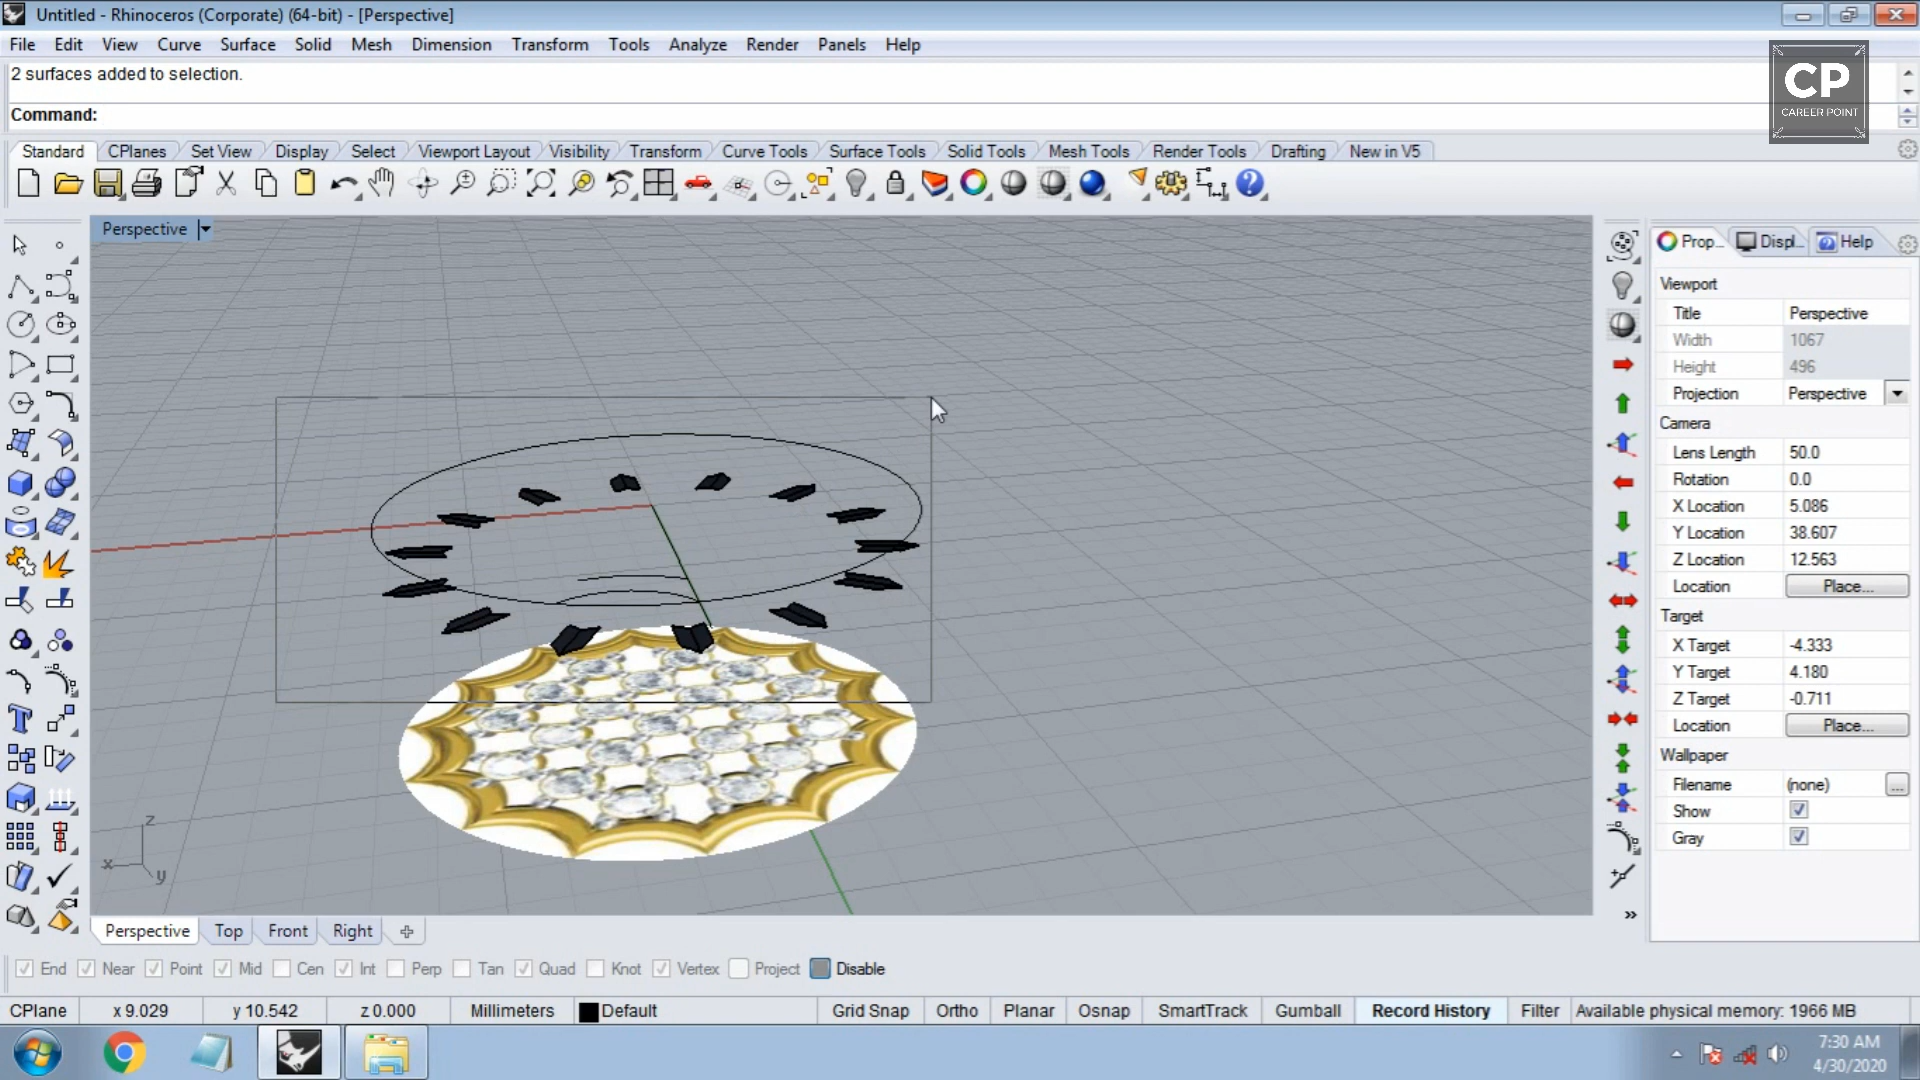 Untitled - Rhinoceros (Corporate) (64-bit) - [Perspective]
File Edit View Curve Surface Solid Mesh Dimension Transform Tools Analyze Render Panels Help
2 surfaces added to selection.
Command:
CP
CAREER POINT
Standard CPlanes Set View Display Select Viewport Layout Visibility Transform Curve Tools Surface Tools Solid Tools Mesh Tools Render Tools Drafting New in V5
Perspective
Prop... Displ... Help
Viewport
Title Perspective
Width 1067
Height 496
Projection Perspective
Camera
Lens Length 50.0
Rotation 0.0
X Location 5.086
Y Location 38.607
Z Location 12.563
Location Place...
Target
X Target -4.333
Y Target 4.180
Z Target -0.711
Location Place...
Wallpaper
Filename (none) ...
Show
Gray
z
x
y
Perspective Top Front Right
End Near Point Mid Cen Int Perp Tan Quad Knot Vertex Project Disable
CPlane x 9.029 y 10.542 z 0.000 Millimeters Default Grid Snap Ortho Planar Osnap SmartTrack Gumball Record History Filter Available physical memory: 1966 MB
7:30 AM
4/30/2020